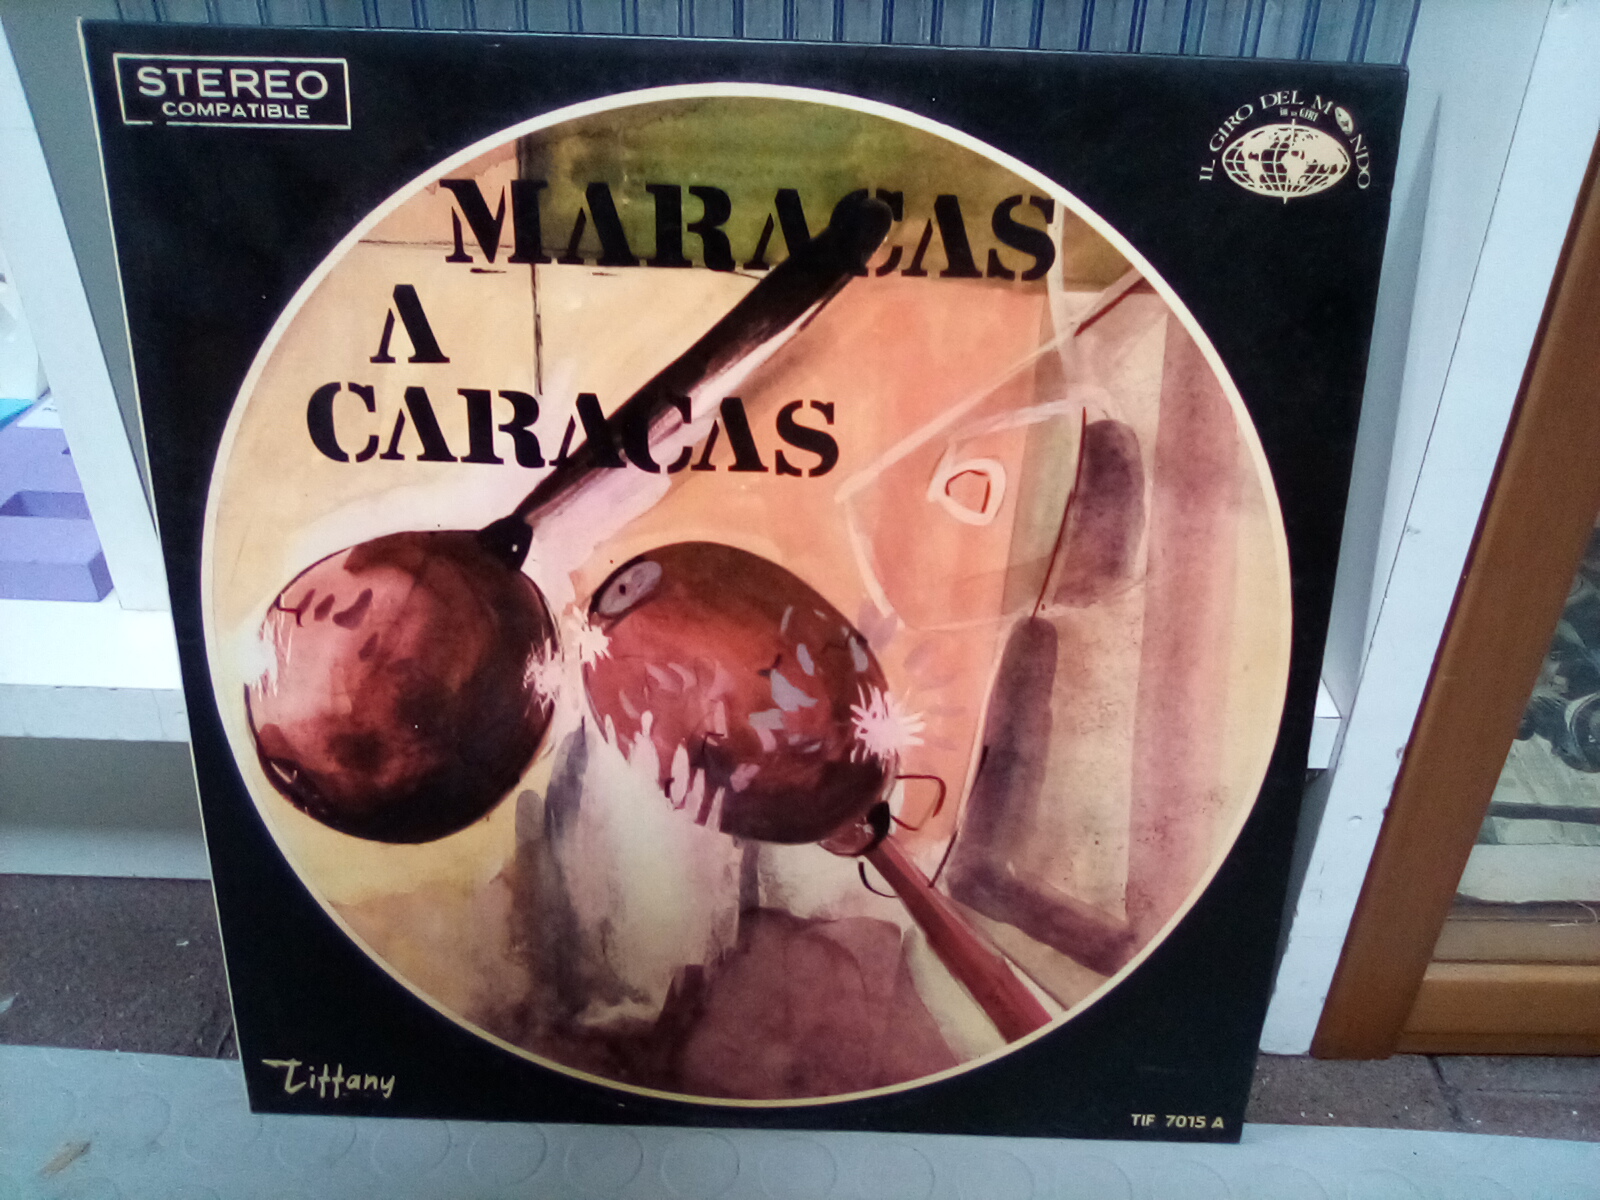 STEREO
COMPATIBLE
IL GIRO DEL MONDO
MARACAS
A
CARACAS
Tiffany
TIF 7015 A